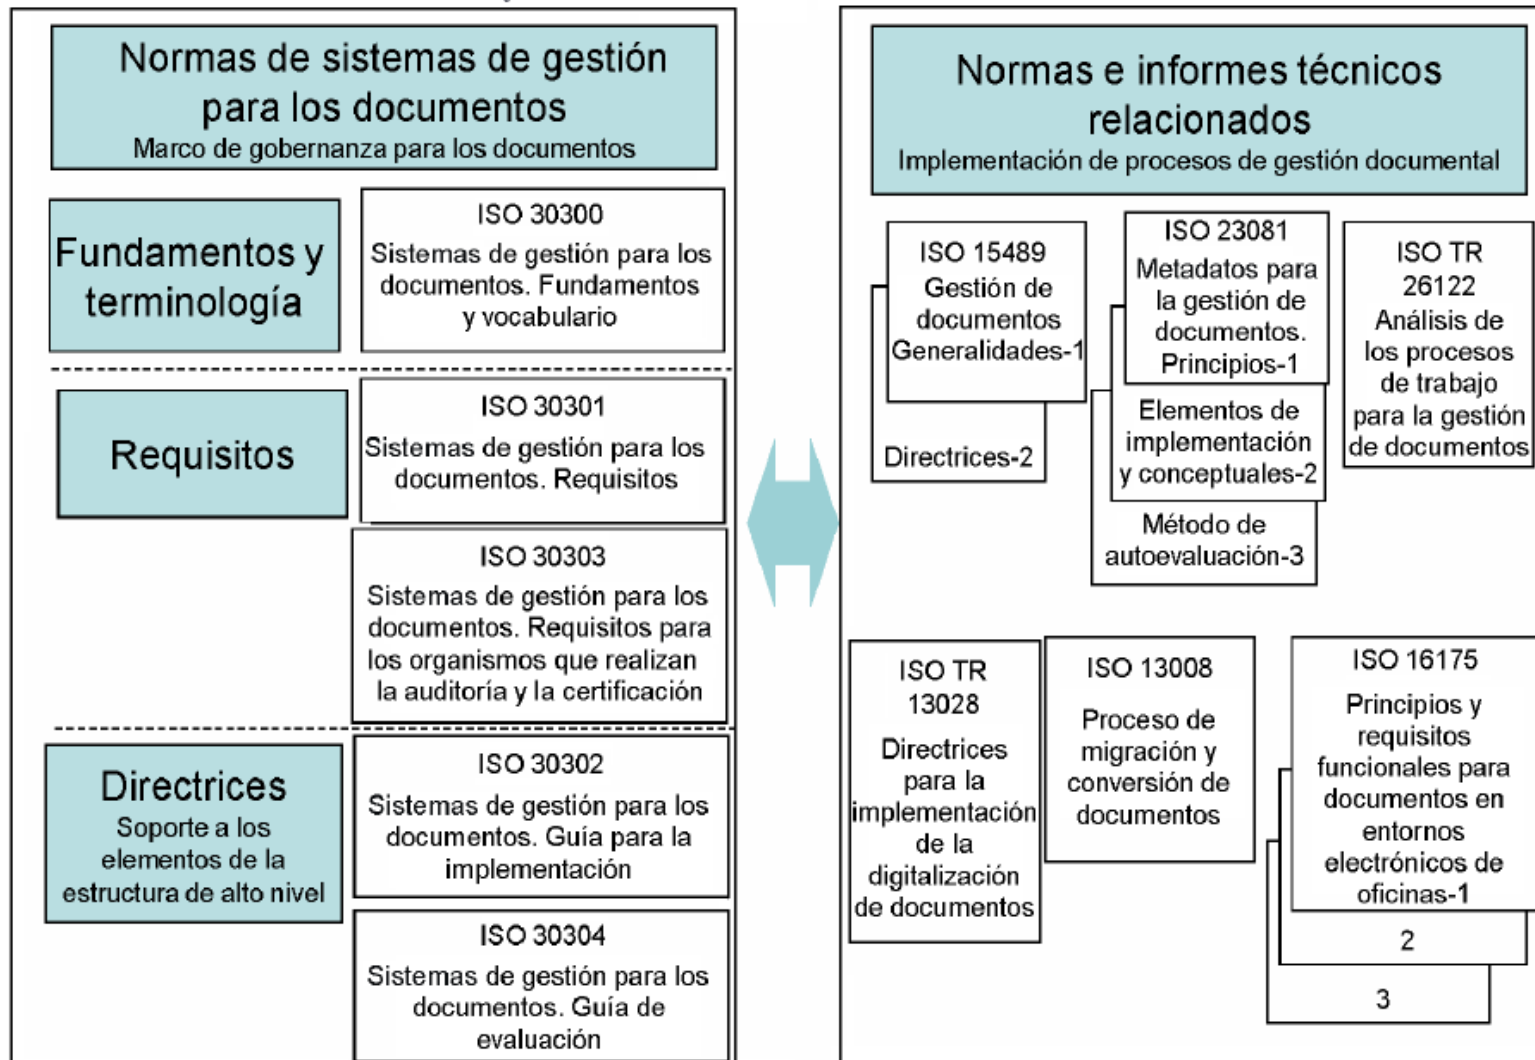 Normas de sistemas de gestión
para los documentos
Marco de gobernanza para los documentos
Fundamentos y
terminología
ISO 30300
Sistemas de gestión para los
documentos. Fundamentos
y vocabulario
Requisitos
ISO 30301
Sistemas de gestión para los
documentos. Requisitos
ISO 30303
Sistemas de gestión para los
documentos. Requisitos para
los organismos que realizan
la auditoría y la certificación
Directrices
Soporte a los
elementos de la
estructura de alto nivel
ISO 30302
Sistemas de gestión para los
documentos. Guía para la
implementación
ISO 30304
Sistemas de gestión para los
documentos. Guía de
evaluación
Normas e informes técnicos
relacionados
Implementación de procesos de gestión documental
ISO 15489
Gestión de
documentos
Generalidades-1
Directrices-2
ISO 23081
Metadatos para
la gestión de
documentos.
Principios-1
Elementos de
implementación
y conceptuales-2
Método de
autoevaluación-3
ISO TR
26122
Análisis de
los procesos
de trabajo
para la gestión
de documentos
ISO TR
13028
Directrices
para la
implementación
de la
digitalización
de documentos
ISO 13008
Proceso de
migración y
conversión de
documentos
ISO 16175
Principios y
requisitos
funcionales para
documentos en
entornos
electrónicos de
oficinas-1
2
3